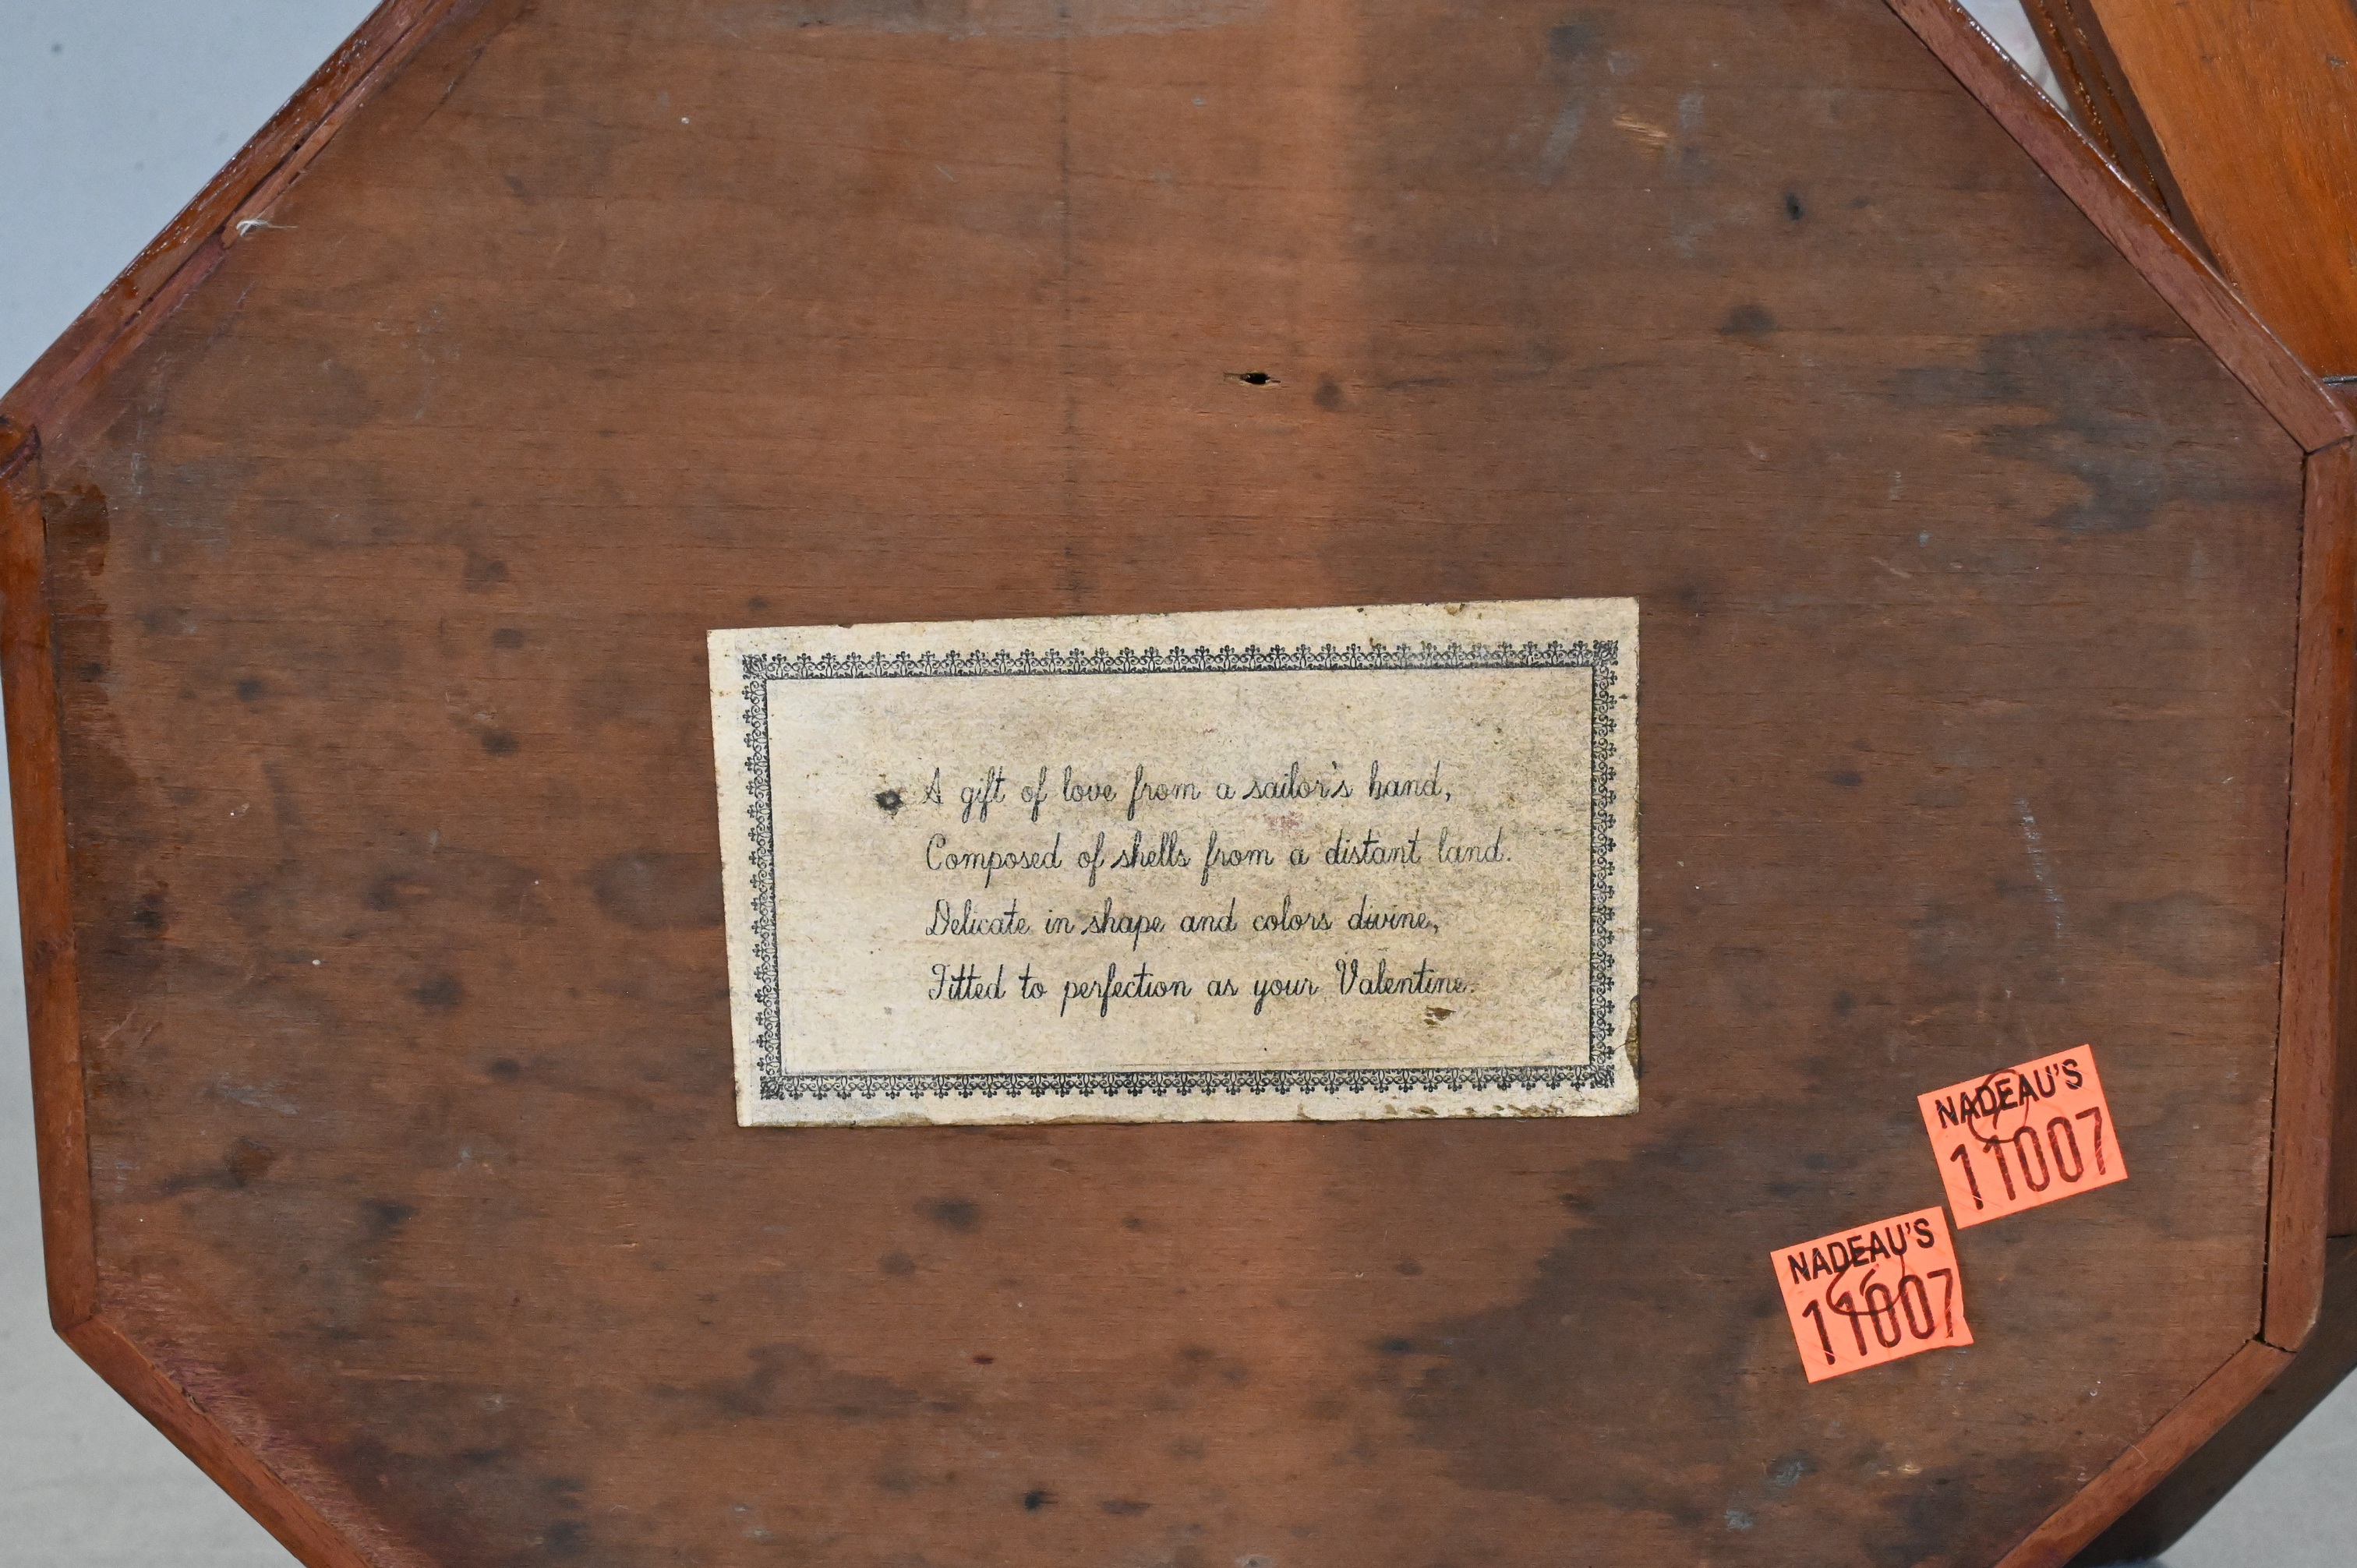 A gift of love from a sailor's hand,
Composed of shells from a distant land.
Delicate in shape and colors divine,
Fitted to perfection as your Valentine.
NADEAU'S
11007
NADEAU'S
11007